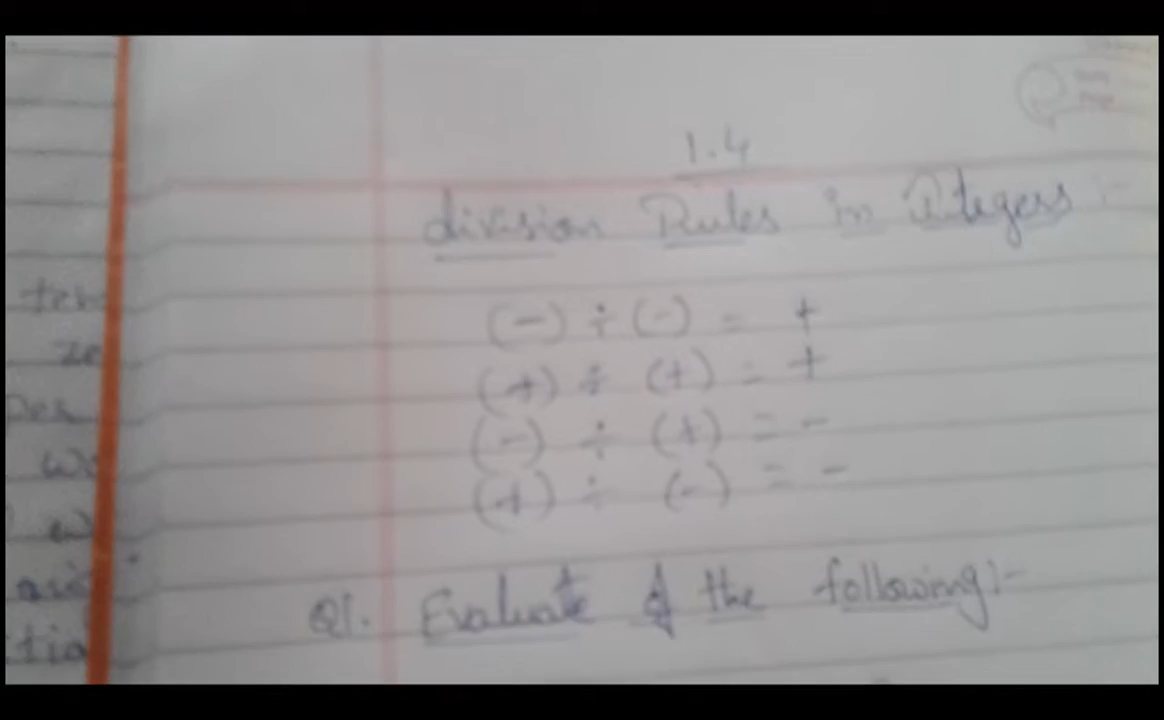 1.4
division Rules in Integers :-
(-) ÷ (-) = +
(+) ÷ (+) = +
(-) ÷ (+) = -
(+) ÷ (-) = -
Q1. Evaluate of the following:-